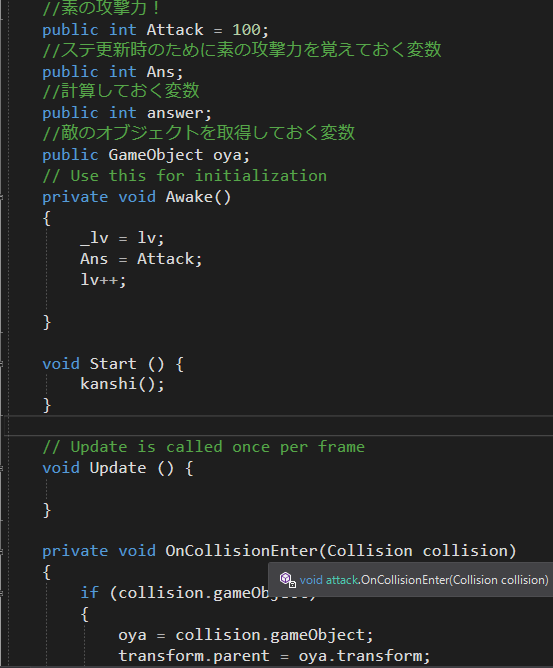 //素の攻撃力！
public int Attack = 100;
//ステ更新時のために素の攻撃力を覚えておく変数
public int Ans;
//計算しておく変数
public int answer;
//敵のオブジェクトを取得しておく変数
public GameObject oya;
// Use this for initialization
private void Awake()
{
_lv = lv;
Ans = Attack;
lv++;
}
void Start () {
kanshi();
}
// Update is called once per frame
void Update () {
}
private void OnCollisionEnter(Collision collision)
void attack.OnCollisionEnter(Collision collision)
{
if (collision.gameObject)
{
oya = collision.gameObject;
transform.parent = oya.transform;